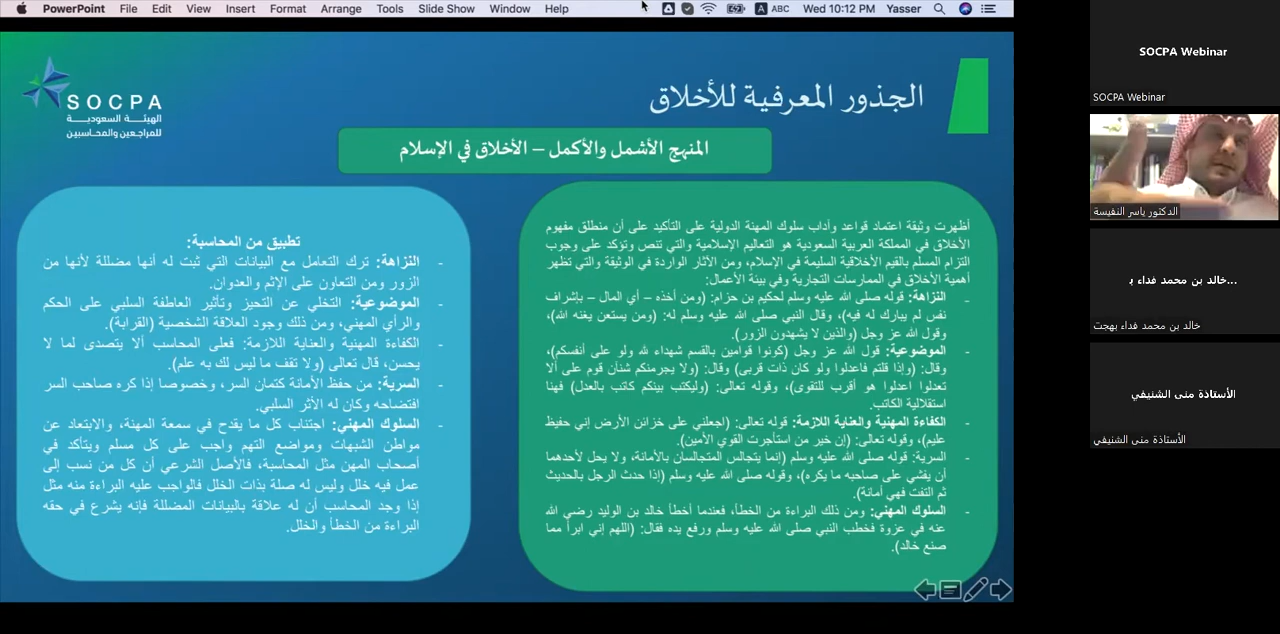 PowerPoint File Edit View Insert Format Arrange Tools Slide Show Window Help A ABC Wed 10:12 PM Yasser
SOCPA
الهيئة السعودية
للمراجعين والمحاسبين
الجذور المعرفية للأخلاق
المنهج الأشمل والأكمل – الأخلاق في الإسلام
أظهرت وثيقة اعتماد قواعد وآداب سلوك المهنة الدولية على التأكيد على أن منطلق مفهوم
الأخلاق في المملكة العربية السعودية هو التعاليم الإسلامية والتي تنص وتؤكد على وجوب
التزام المسلم بالقيم الأخلاقية السليمة في الإسلام، ومن الآثار الواردة في الوثيقة والتي تظهر
أهمية الأخلاق في الممارسات التجارية وفي بيئة الأعمال:
- النزاهة: قوله صلى الله عليه وسلم لحكيم بن حزام: (ومن أخذه – أي المال – بإشراف
نفس لم يبارك له فيه)، وقال النبي صلى الله عليه وسلم له: (ومن يستعن يغنه الله)،
وقول الله عز وجل (والذين لا يشهدون الزور).
- الموضوعية: قول الله عز وجل (كونوا قوامين بالقسم شهداء لله ولو على أنفسكم)،
وقال: (وإذا قلتم فاعدلوا ولو كان ذات قربى) وقال: (ولا يجرمنكم شنأن قوم على ألا
تعدلوا اعدلوا هو أقرب للتقوى)، وقوله تعالى: (وليكتب بينكم كاتب بالعدل) فهنا
استقلالية الكاتب.
- الكفاءة المهنية والعناية اللازمة: قوله تعالى: (اجعلني على خزائن الأرض إني حفيظ
عليم)، وقوله تعالى: (إن خير من استأجرت القوي الأمين).
- السرية: قوله صلى الله عليه وسلم (إنما يتجالس المتجالسان بالأمانة، ولا يحل لأحدهما
أن يفشي على صاحبه ما يكره)، وقوله صلى الله عليه وسلم (إذا حدث الرجل بالحديث
ثم التفت فهي أمانة).
- السلوك المهني: ومن ذلك البراءة من الخطأ، فعندما أخطأ خالد بن الوليد رضي الله
عنه في غزوة فخطب النبي صلى الله عليه وسلم ورفع يده فقال: (اللهم إني ابرأ مما
صنع خالد).
تطبيق من المحاسبة:
- النزاهة: ترك التعامل مع البيانات التي ثبت له أنها مضللة لأنها من
الزور ومن التعاون على الإثم والعدوان.
- الموضوعية: التخلي عن التحيز وتأثير العاطفة السلبي على الحكم
والرأي المهني، ومن ذلك وجود العلاقة الشخصية (القرابة).
- الكفاءة المهنية والعناية اللازمة: فعلى المحاسب ألا يتصدى لما لا
يحسن، قال تعالى (ولا تقف ما ليس لك به علم).
- السرية: من حفظ الأمانة كتمان السر، وخصوصا إذا كره صاحب السر
افتضاحه وكان له الأثر السلبي.
- السلوك المهني: اجتناب كل ما يقدح في سمعة المهنة، والابتعاد عن
مواطن الشبهات ومواضع التهم واجب على كل مسلم ويتأكد في
أصحاب المهن مثل المحاسبة، فالأصل الشرعي أن كل من نسب إلى
عمل فيه خلل وليس له صلة بذات الخلل فالواجب عليه البراءة منه مثل
إذا وجد المحاسب أن له علاقة بالبيانات المضللة فإنه يشرع في حقه
البراءة من الخطأ والخلل.
SOCPA Webinar
SOCPA Webinar
الدكتور ياسر النفيسة
خالد بن محمد فداء ب...
خالد بن محمد فداء بهجت
الأستاذة منى الشنيفي
الأستاذة منى الشنيفي